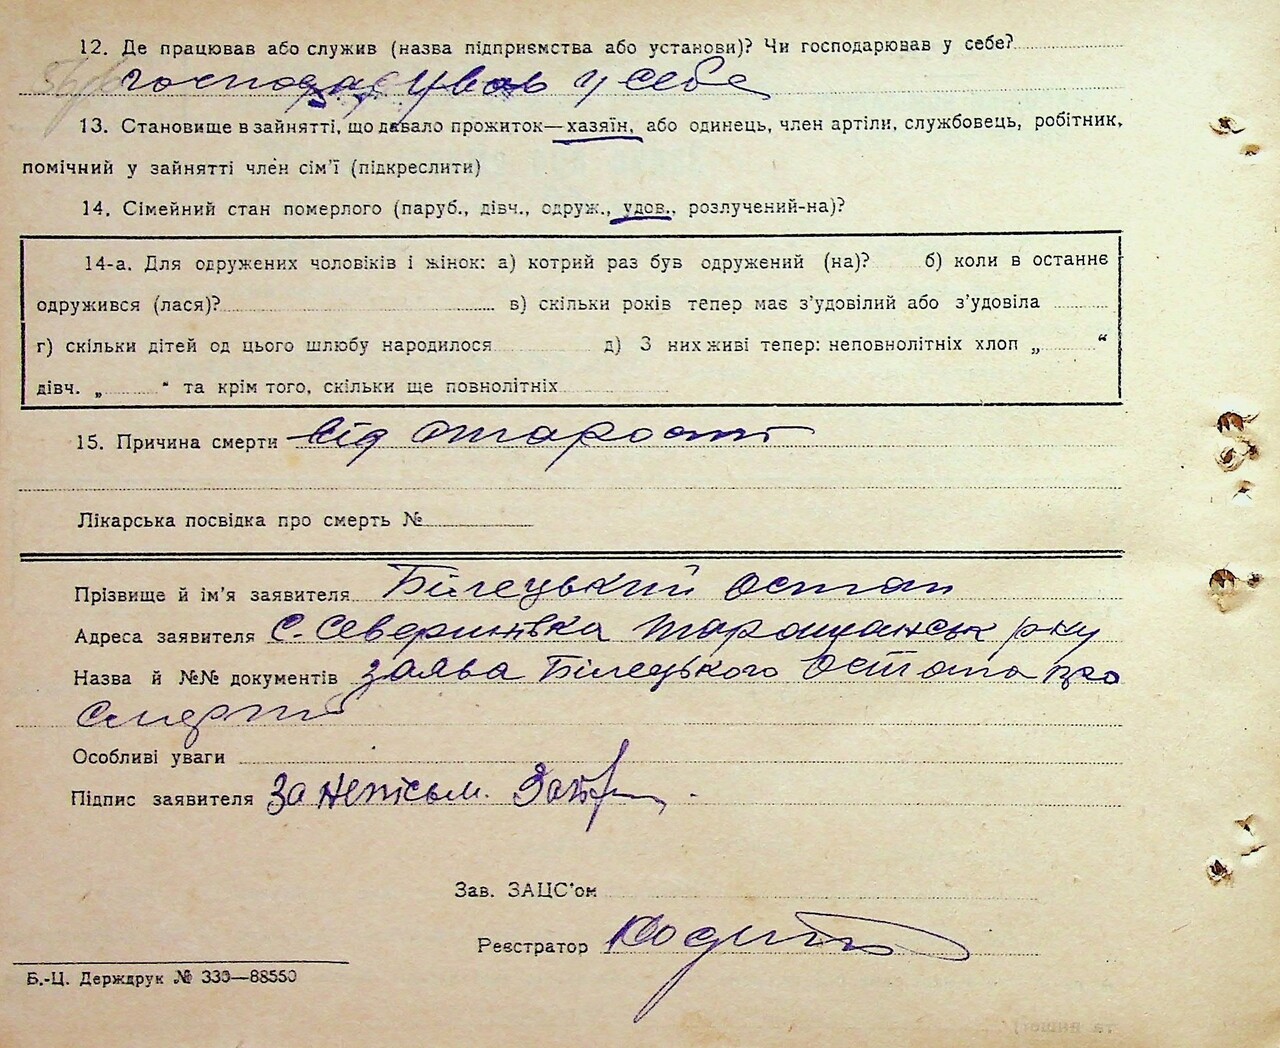 12. Де працював або служив (назва підприємства або установи)? Чи господарював у себе?
господарував у себе
13. Становище в зайнятті, що давало прожиток—хазяїн, або одинець, член артіли, службовець, робітник,
помічний у зайнятті член сім'ї (підкреслити)
14. Сімейний стан померлого (паруб., дівч., одруж., удов., розлучений-на)?
14-а. Для одружених чоловіків і жінок: а) котрий раз був одружений (на)? б) коли в останнє
одружився (лася)? в) скільки років тепер має з'удовілий або з'удовіла
г) скільки дітей од цього шлюбу народилося д) З них живі тепер: неповнолітніх хлоп „ “
дівч. „ “ та крім того, скільки ще повнолітніх
15. Причина смерти від старости
Лікарська посвідка про смерть №
Прізвище й ім'я заявителя Білецький Остап
Адреса заявителя с. Северинівка Таращанськ р-ку
Назва й №№ документів заява Білецького Остапа про
смерть
Особливі уваги
Підпис заявителя За неписьм.
Зав. ЗАЦС'ом
Реєстратор
Б.-Ц. Держдрук № 333—88550